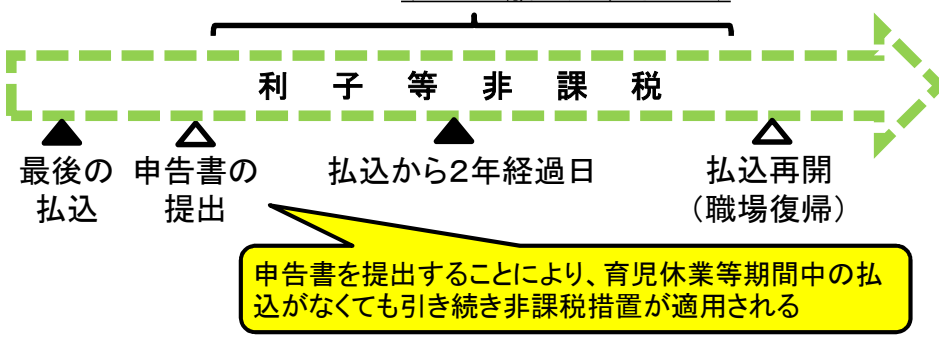 利子等非課税
最後の
払込
申告書の
提出
払込から2年経過日
払込再開
（職場復帰）
申告書を提出することにより、育児休業等期間中の払
込がなくても引き続き非課税措置が適用される